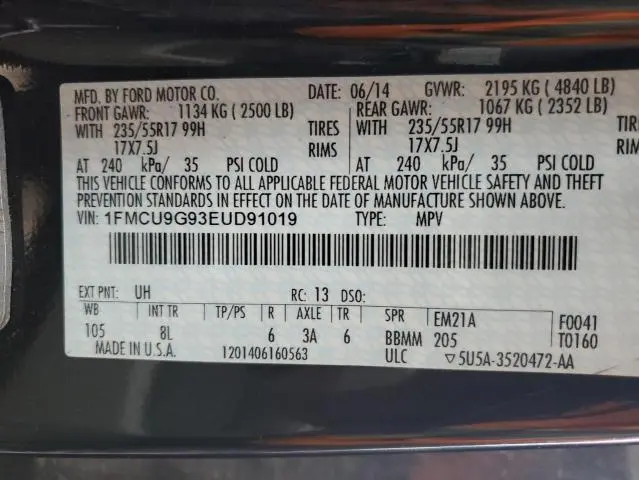 MFD. BY FORD MOTOR CO. DATE: 06/14 GVWR: 2195 KG ( 4840 LB)
FRONT GAWR: 1134 KG ( 2500 LB) REAR GAWR: 1067 KG ( 2352 LB)
WITH 235/55R17 99H TIRES WITH 235/55R17 99H TIRE
17X7.5J RIMS 17X7.5J RIM
AT 240 kPa/ 35 PSI COLD AT 240 kPa/ 35 PSI COLD
THIS VEHICLE CONFORMS TO ALL APPLICABLE FEDERAL MOTOR VEHICLE SAFETY AND THEFT
PREVENTION STANDARDS IN EFFECT ON THE DATE OF MANUFACTURE SHOWN ABOVE.
VIN: 1FMCU9G93EUD91019 TYPE: MPV
EXT PNT: UH RC: 13 DSO:
WB INT TR TP/PS R AXLE TR SPR EM21A F0041
105 8L 6 3A 6 BBMM 205 T0160
MADE IN U.S.A. 1201406160563 ULC ▽5U5A-3520472-AA